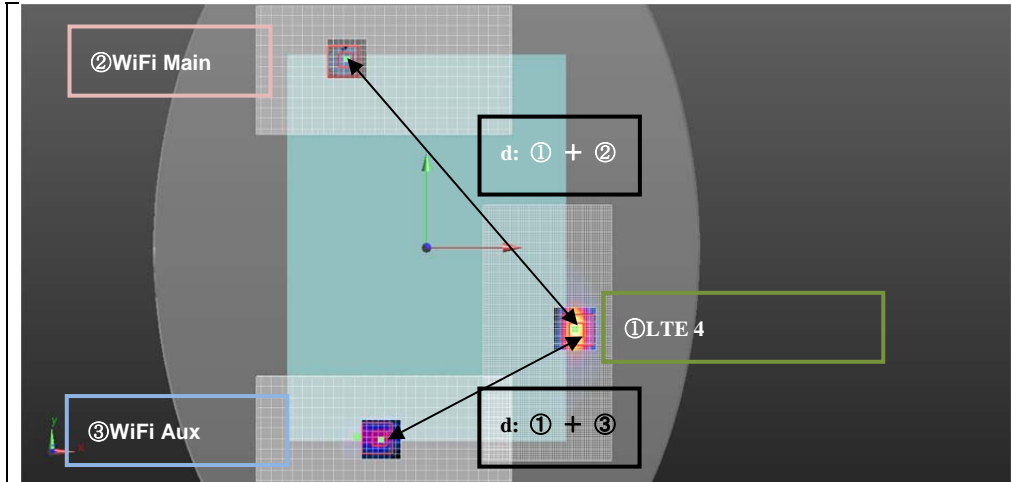 ②WiFi Main
d: ① + ②
①LTE 4
③WiFi Aux
d: ① + ③
y
x